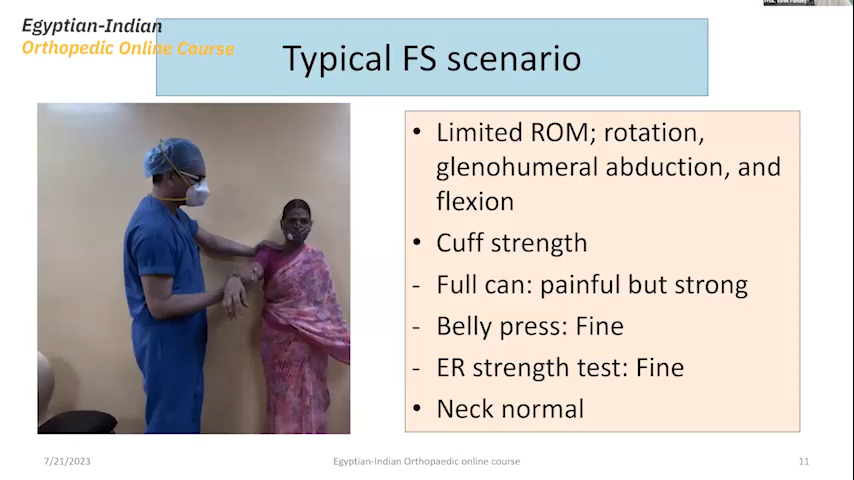 Egyptian-Indian
Orthopedic Online Course
Typical FS scenario
• Limited ROM; rotation,
glenohumeral abduction, and
flexion
• Cuff strength
- Full can: painful but strong
- Belly press: Fine
- ER strength test: Fine
• Neck normal
7/21/2023
Egyptian-Indian Orthopaedic online course
11